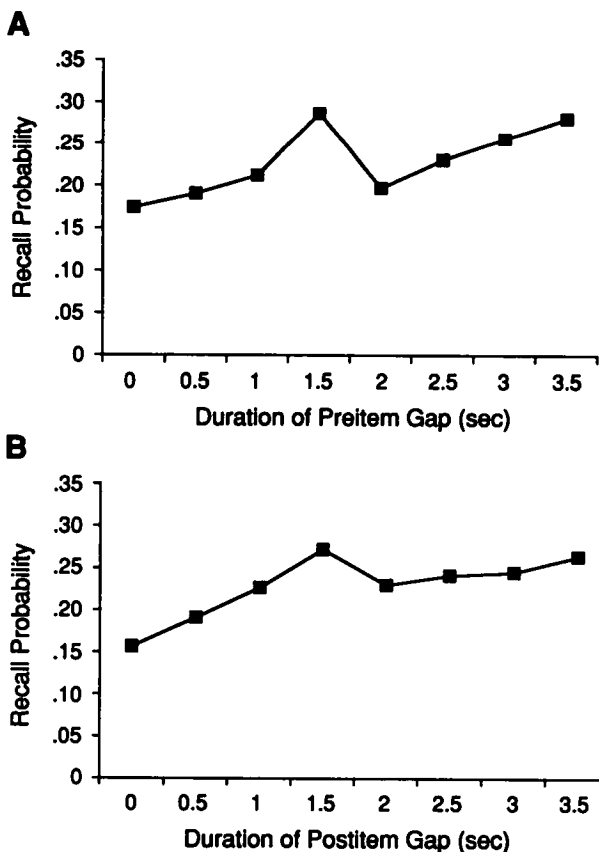 A
Recall Probability
.35
.30
.25
.20
.15
.10
.05
0
0 0.5 1 1.5 2 2.5 3 3.5
Duration of Preitem Gap (sec)
B
Recall Probability
.35
.30
.25
.20
.15
.10
.05
0
0 0.5 1 1.5 2 2.5 3 3.5
Duration of Postitem Gap (sec)